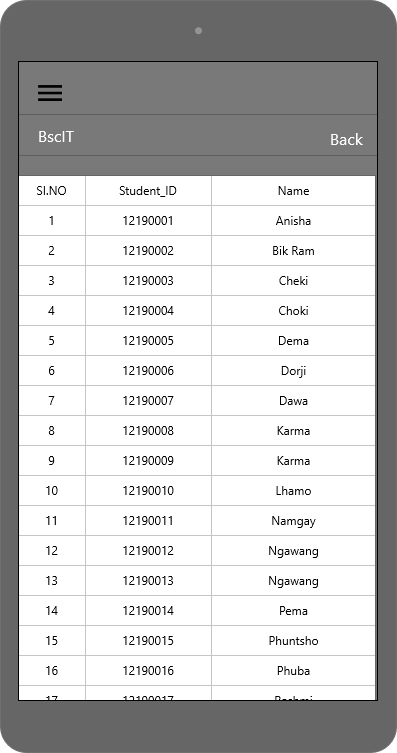 BscIT
Back
SI.NO Student_ID Name
1 12190001 Anisha
2 12190002 Bik Ram
3 12190003 Cheki
4 12190004 Choki
5 12190005 Dema
6 12190006 Dorji
7 12190007 Dawa
8 12190008 Karma
9 12190009 Karma
10 12190010 Lhamo
11 12190011 Namgay
12 12190012 Ngawang
13 12190013 Ngawang
14 12190014 Pema
15 12190015 Phuntsho
16 12190016 Phuba
17 12190017